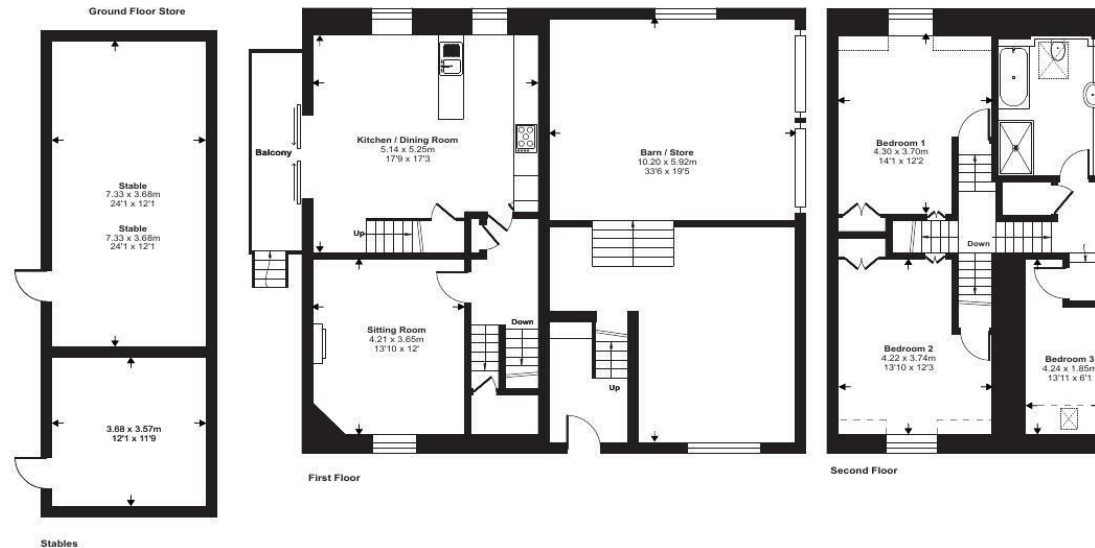 Ground Floor Store
Stable
7.33 x 3.68m
24'1 x 12'1
Stable
7.33 x 3.68m
24'1 x 12'1
3.68 x 3.57m
12'1 x 11'9
Stables
Balcony
Kitchen / Dining Room
5.14 x 5.25m
17'9 x 17'3
Up
Sitting Room
4.21 x 3.65m
13'10 x 12'
Down
Barn / Store
10.20 x 5.92m
33'6 x 19'5
Up
First Floor
Bedroom 1
4.30 x 3.70m
14'1 x 12'2
Down
Bedroom 2
4.22 x 3.74m
13'10 x 12'3
Bedroom 3
4.24 x 1.85m
13'11 x 6'1
Second Floor